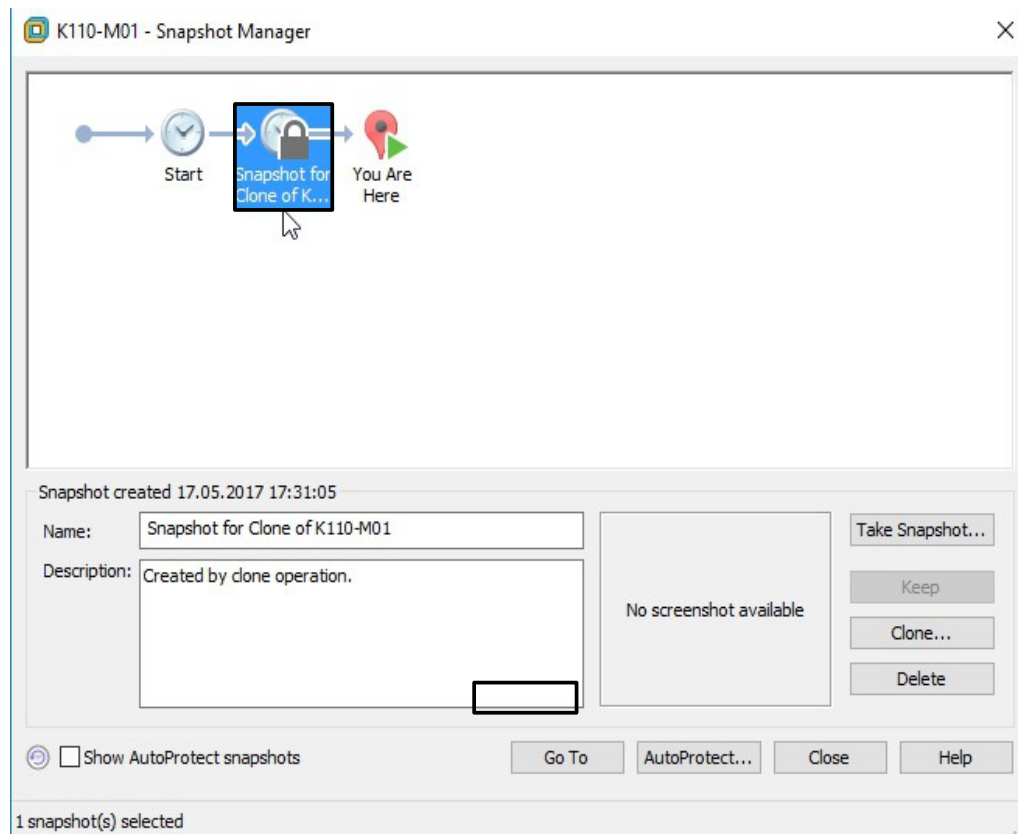 K110-M01 - Snapshot Manager
Start
Snapshot for
Clone of K...
You Are
Here
Snapshot created 17.05.2017 17:31:05
Name:
Snapshot for Clone of K110-M01
Take Snapshot...
Description:
Created by clone operation.
No screenshot available
Keep
Clone...
Delete
Show AutoProtect snapshots
Go To
AutoProtect...
Close
Help
1 snapshot(s) selected